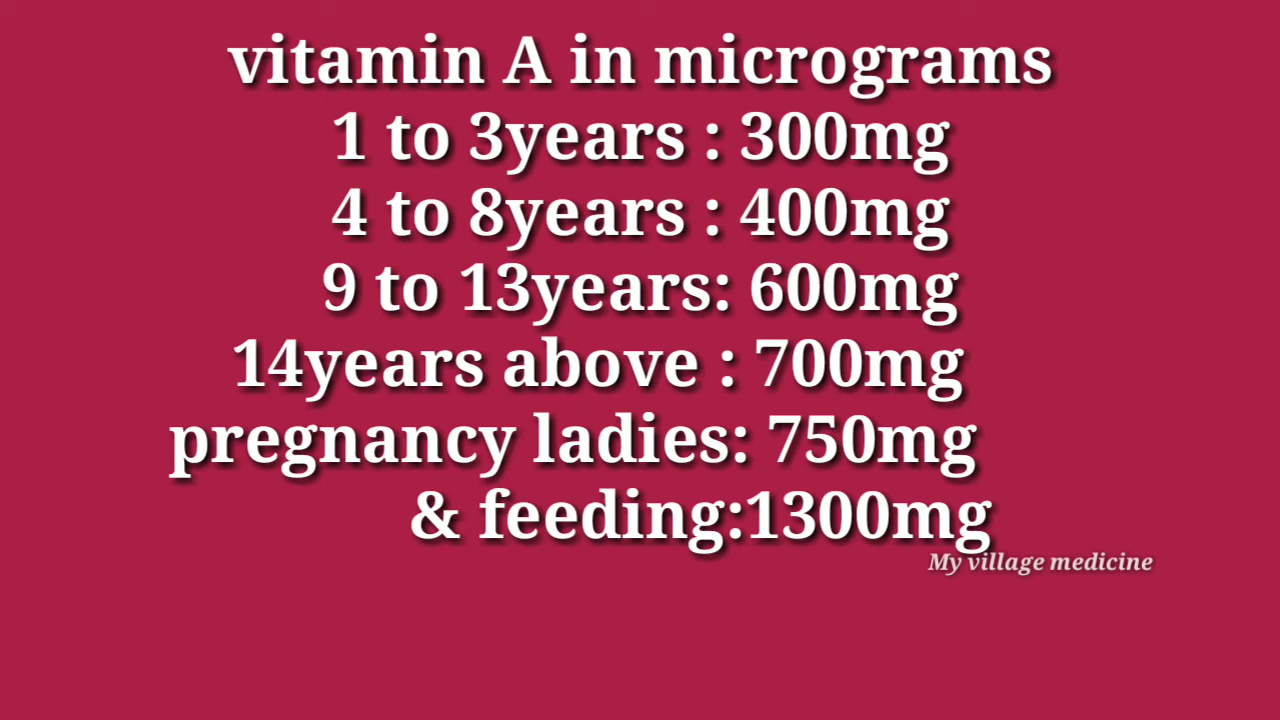 vitamin A in micrograms
1 to 3years : 300mg
4 to 8years : 400mg
9 to 13years: 600mg
14years above : 700mg
pregnancy ladies: 750mg
& feeding:1300mg
My village medicine